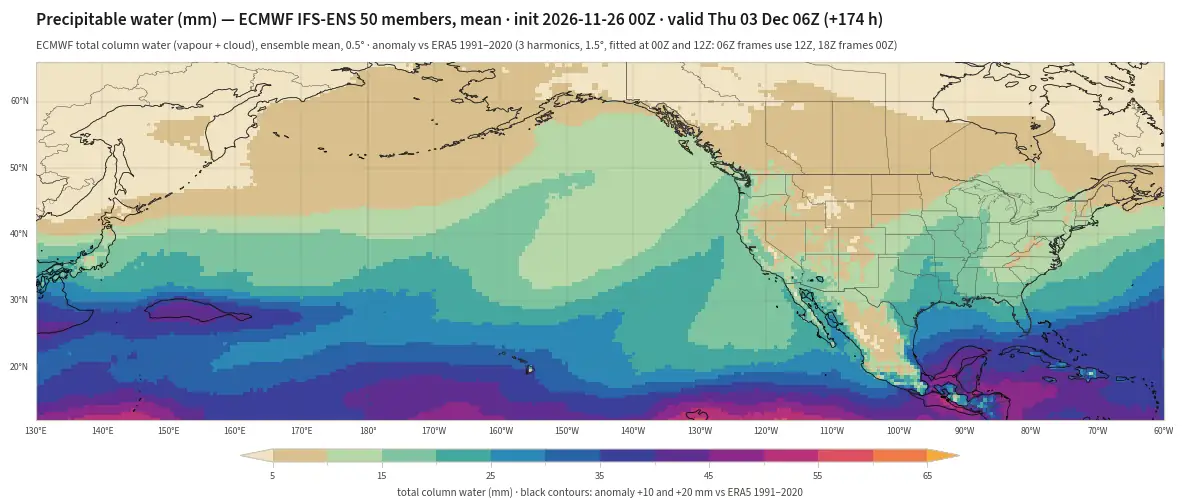 Precipitable water (mm) — ECMWF IFS-ENS 50 members, mean · init 2026-11-26 00Z · valid Thu 03 Dec 06Z (+174 h)
ECMWF total column water (vapour + cloud), ensemble mean, 0.5° · anomaly vs ERA5 1991–2020 (3 harmonics, 1.5°, fitted at 00Z and 12Z: 06Z frames use 12Z, 18Z frames 00Z)
60°N
50°N
40°N
30°N
20°N
130°E 140°E 150°E 160°E 170°E 180° 170°W 160°W 150°W 140°W 130°W 120°W 110°W 100°W 90°W 80°W 70°W 60°W
5 15 25 35 45 55 65
total column water (mm) · black contours: anomaly +10 and +20 mm vs ERA5 1991–2020